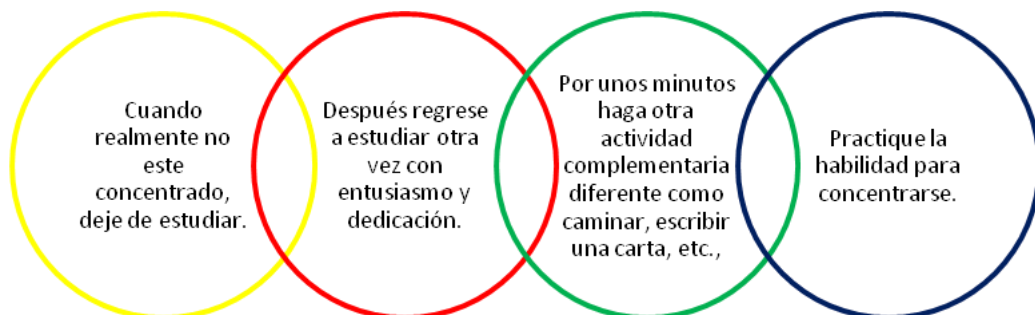 Cuando
realmente no
este
concentrado,
deje de estudiar.
Después regrese
a estudiar otra
vez con
entusiasmo y
dedicación.
Por unos minutos
haga otra
actividad
complementaria
diferente como
caminar, escribir
una carta, etc.,
Practique la
habilidad para
concentrarse.